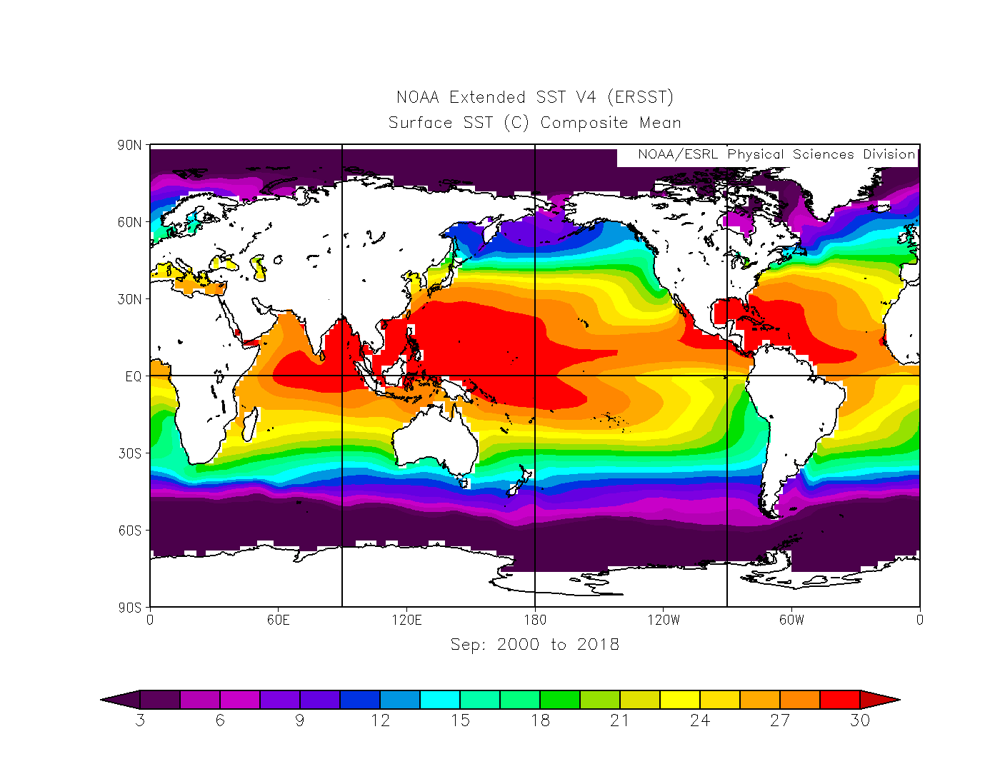 NOAA Extended SST V4 (ERSST)
Surface SST (C) Composite Mean
NOAA/ESRL Physical Sciences Division
90N
60N
30N
EQ
30S
60S
90S
0 60E 120E 180 120W 60W 0
Sep: 2000 to 2018
3 6 9 12 15 18 21 24 27 30